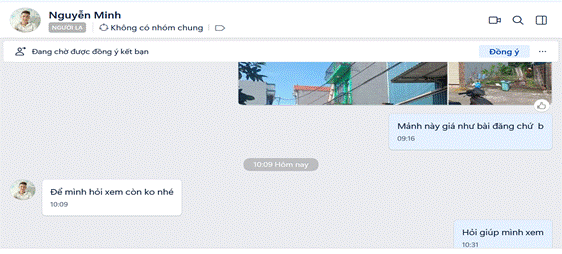 Nguyễn Minh
NGƯỜI LẠ Không có nhóm chung
Đang chờ được đồng ý kết bạn Đồng ý
Mảnh này giá như bài đăng chứ b
09:16
10:09 Hôm nay
Để mình hỏi xem còn ko nhé
10:09
Hỏi giúp mình xem
10:31